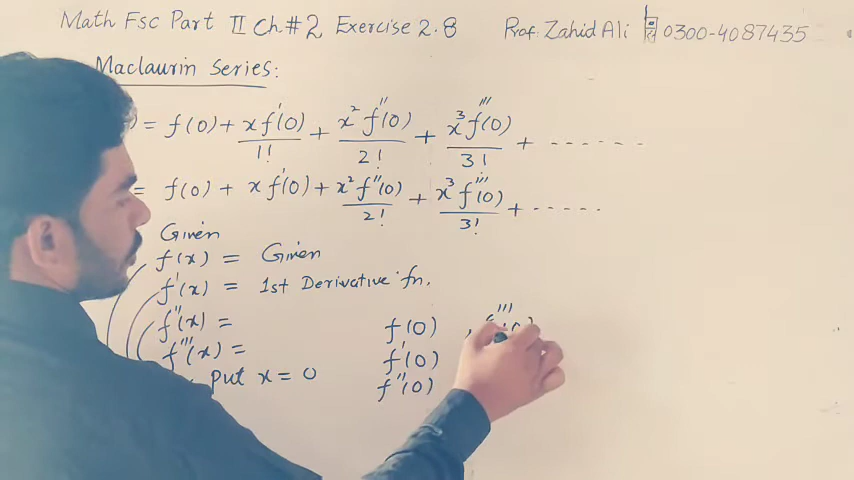 Math Fsc Part II Ch#2 Exercise 2.8 Prof. Zahid Ali 0300-4087435
Maclaurin Series:
) = f(0) + xf'(0)/1! + x²f''(0)/2! + x³f'''(0)/3! + -------
= f(0) + xf'(0) + x²f''(0)/2! + x³f'''(0)/3! + -----
Given
f(x) = Given
f'(x) = 1st Derivative fn.
f''(x) = f(0)
f'''(x) = f'(0)
put x = 0 f''(0)